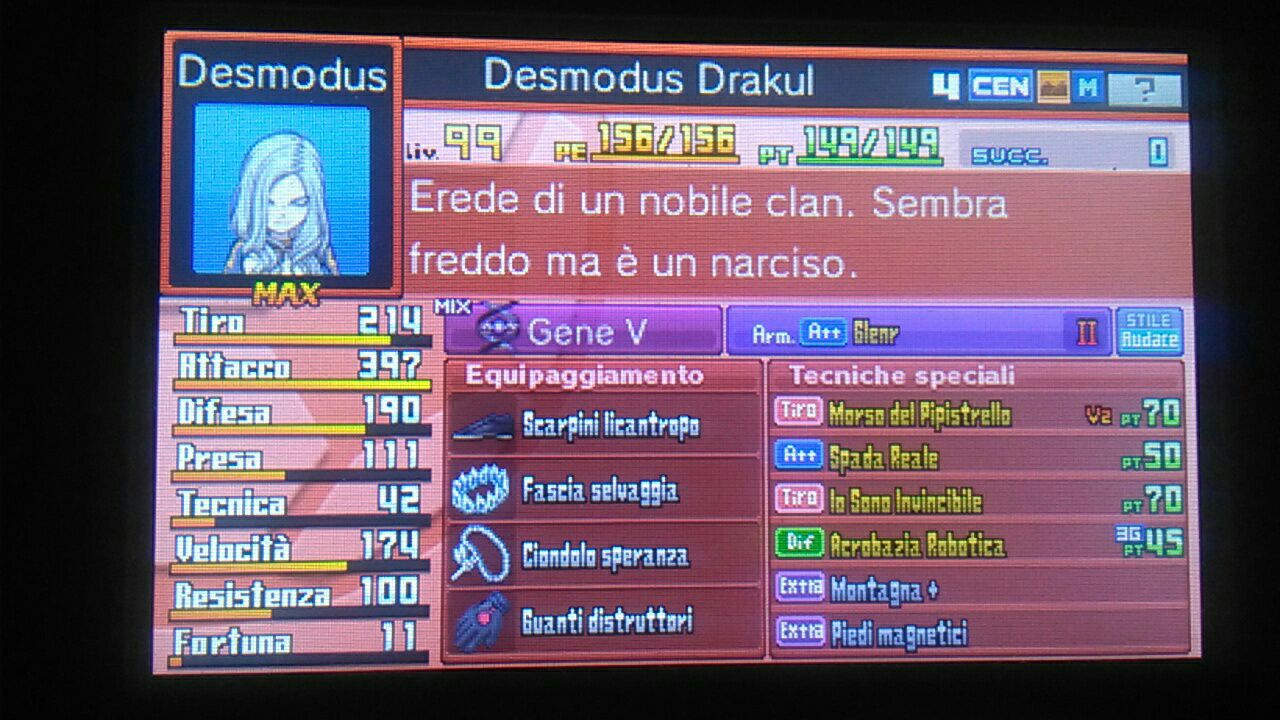 Desmodus
Desmodus Drakul
4 CEN M ?
Liv. 99 PE 156/156 PT 149/149 succ. 0
Erede di un nobile clan. Sembra
freddo ma è un narciso.
MAX
Tiro 214
Attacco 397
Difesa 190
Presa 111
Tecnica 42
Velocità 174
Resistenza 100
Fortuna 11
MIX Gene V
Arm. A++ Glenr II
STILE
Audace
Equipaggiamento
Scarpini licantropo
Fascia selvaggia
Ciondolo speranza
Guanti distruttori
Tecniche speciali
Tiro Morso del Pipistrello V2 PT 70
A++ Spada Reale PT 50
Tiro Io Sono Invincibile PT 70
Dif Acrobazia Robotica 3G PT 45
Extra Montagna +
Extra Piedi magnetici